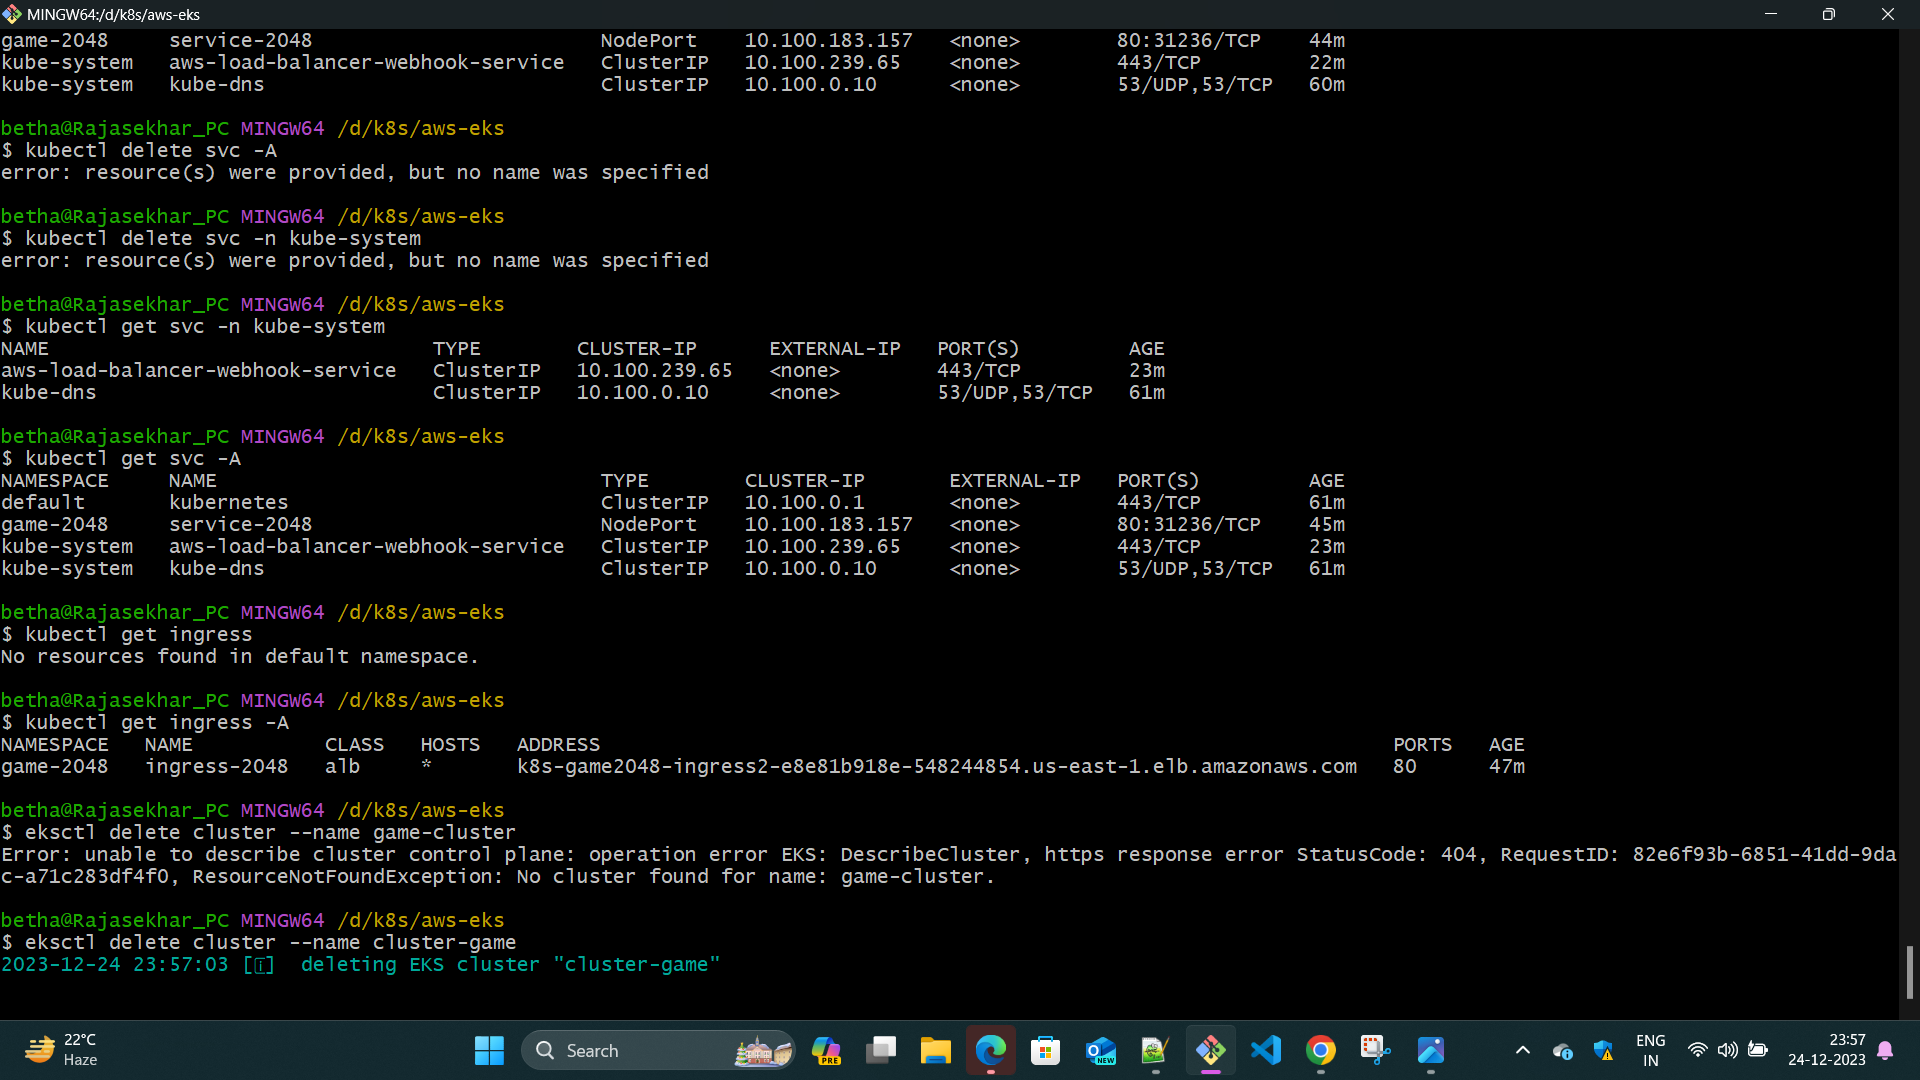 MINGW64:/d/k8s/aws-eks
game-2048     service-2048                        NodePort    10.100.183.157   <none>        80:31236/TCP    44m
kube-system   aws-load-balancer-webhook-service   ClusterIP   10.100.239.65    <none>        443/TCP         22m
kube-system   kube-dns                            ClusterIP   10.100.0.10      <none>        53/UDP,53/TCP   60m
betha@Rajasekhar_PC MINGW64 /d/k8s/aws-eks
$ kubectl delete svc -A
error: resource(s) were provided, but no name was specified
betha@Rajasekhar_PC MINGW64 /d/k8s/aws-eks
$ kubectl delete svc -n kube-system
error: resource(s) were provided, but no name was specified
betha@Rajasekhar_PC MINGW64 /d/k8s/aws-eks
$ kubectl get svc -n kube-system
NAME                                TYPE        CLUSTER-IP      EXTERNAL-IP   PORT(S)         AGE
aws-load-balancer-webhook-service   ClusterIP   10.100.239.65   <none>        443/TCP         23m
kube-dns                            ClusterIP   10.100.0.10     <none>        53/UDP,53/TCP   61m
betha@Rajasekhar_PC MINGW64 /d/k8s/aws-eks
$ kubectl get svc -A
NAMESPACE     NAME                                TYPE        CLUSTER-IP       EXTERNAL-IP   PORT(S)         AGE
default       kubernetes                          ClusterIP   10.100.0.1       <none>        443/TCP         61m
game-2048     service-2048                        NodePort    10.100.183.157   <none>        80:31236/TCP    45m
kube-system   aws-load-balancer-webhook-service   ClusterIP   10.100.239.65    <none>        443/TCP         23m
kube-system   kube-dns                            ClusterIP   10.100.0.10      <none>        53/UDP,53/TCP   61m
betha@Rajasekhar_PC MINGW64 /d/k8s/aws-eks
$ kubectl get ingress
No resources found in default namespace.
betha@Rajasekhar_PC MINGW64 /d/k8s/aws-eks
$ kubectl get ingress -A
NAMESPACE   NAME           CLASS   HOSTS   ADDRESS                                                                  PORTS   AGE
game-2048   ingress-2048   alb     *       k8s-game2048-ingress2-e8e81b918e-548244854.us-east-1.elb.amazonaws.com   80      47m
betha@Rajasekhar_PC MINGW64 /d/k8s/aws-eks
$ eksctl delete cluster --name game-cluster
Error: unable to describe cluster control plane: operation error EKS: DescribeCluster, https response error StatusCode: 404, RequestID: 82e6f93b-6851-41dd-9da
c-a71c283df4f0, ResourceNotFoundException: No cluster found for name: game-cluster.
betha@Rajasekhar_PC MINGW64 /d/k8s/aws-eks
$ eksctl delete cluster --name cluster-game
2023-12-24 23:57:03 [i]  deleting EKS cluster "cluster-game"
22°C
Haze
Search
PRE
NEW
ENG
IN
23:57
24-12-2023